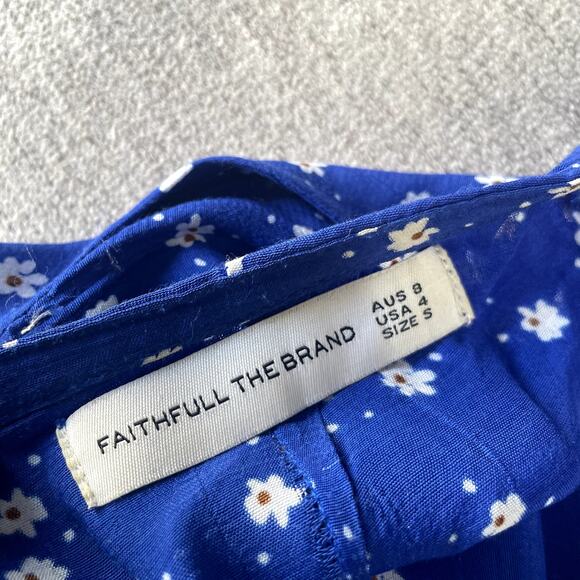 FAITHFULL THE BRAND
AUS 8
USA 4
SIZE S